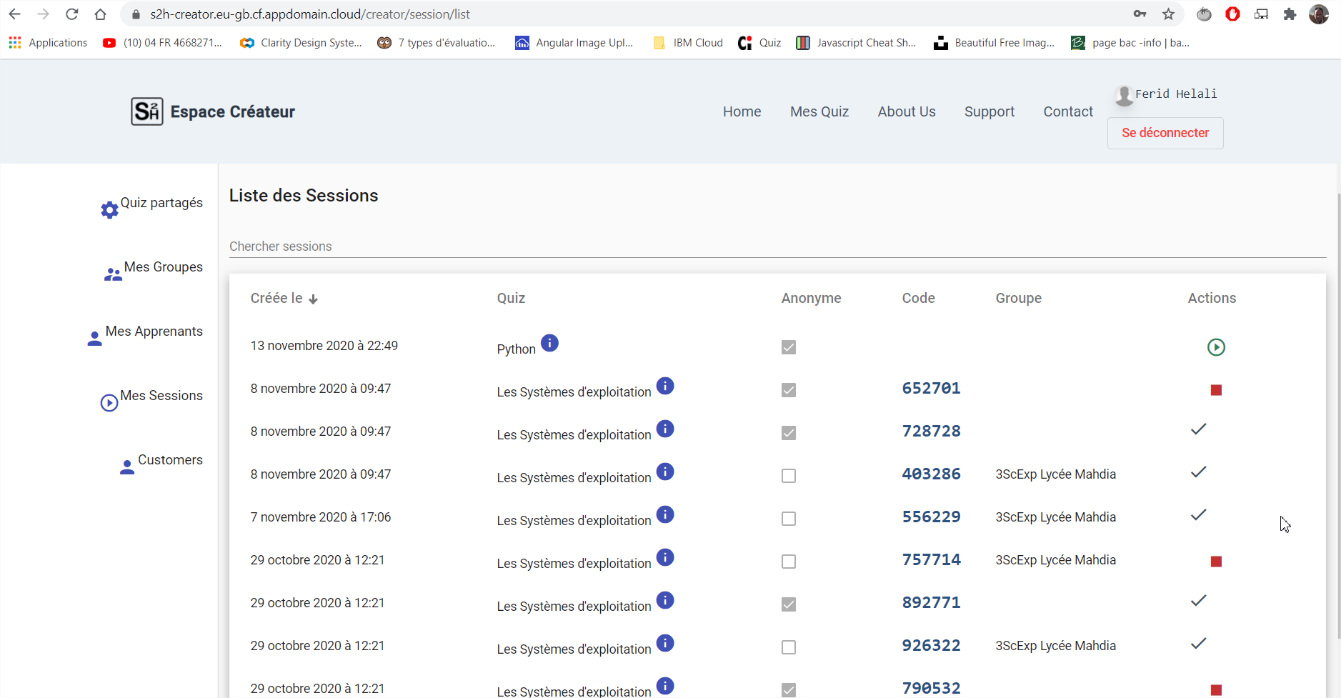 s2h-creator.eu-gb.cf.appdomain.cloud/creator/session/list
Applications (10) 04 FR 4668271... Clarity Design Syste... 7 types d'évaluatio... Angular Image Upl... IBM Cloud Quiz Javascript Cheat Sh... Beautiful Free Imag... page bac -info | ba...
S2H Espace Créateur Home Mes Quiz About Us Support Contact Ferid Helali
Se déconnecter
Quiz partagés
Mes Groupes
Mes Apprenants
Mes Sessions
Customers
Liste des Sessions
Chercher sessions
Créée le Quiz Anonyme Code Groupe Actions
13 novembre 2020 à 22:49 Python
8 novembre 2020 à 09:47 Les Systèmes d'exploitation 652701
8 novembre 2020 à 09:47 Les Systèmes d'exploitation 728728
8 novembre 2020 à 09:47 Les Systèmes d'exploitation 403286 3ScExp Lycée Mahdia
7 novembre 2020 à 17:06 Les Systèmes d'exploitation 556229 3ScExp Lycée Mahdia
29 octobre 2020 à 12:21 Les Systèmes d'exploitation 757714 3ScExp Lycée Mahdia
29 octobre 2020 à 12:21 Les Systèmes d'exploitation 892771
29 octobre 2020 à 12:21 Les Systèmes d'exploitation 926322 3ScExp Lycée Mahdia
29 octobre 2020 à 12:21 Les Systèmes d'exploitation 790532